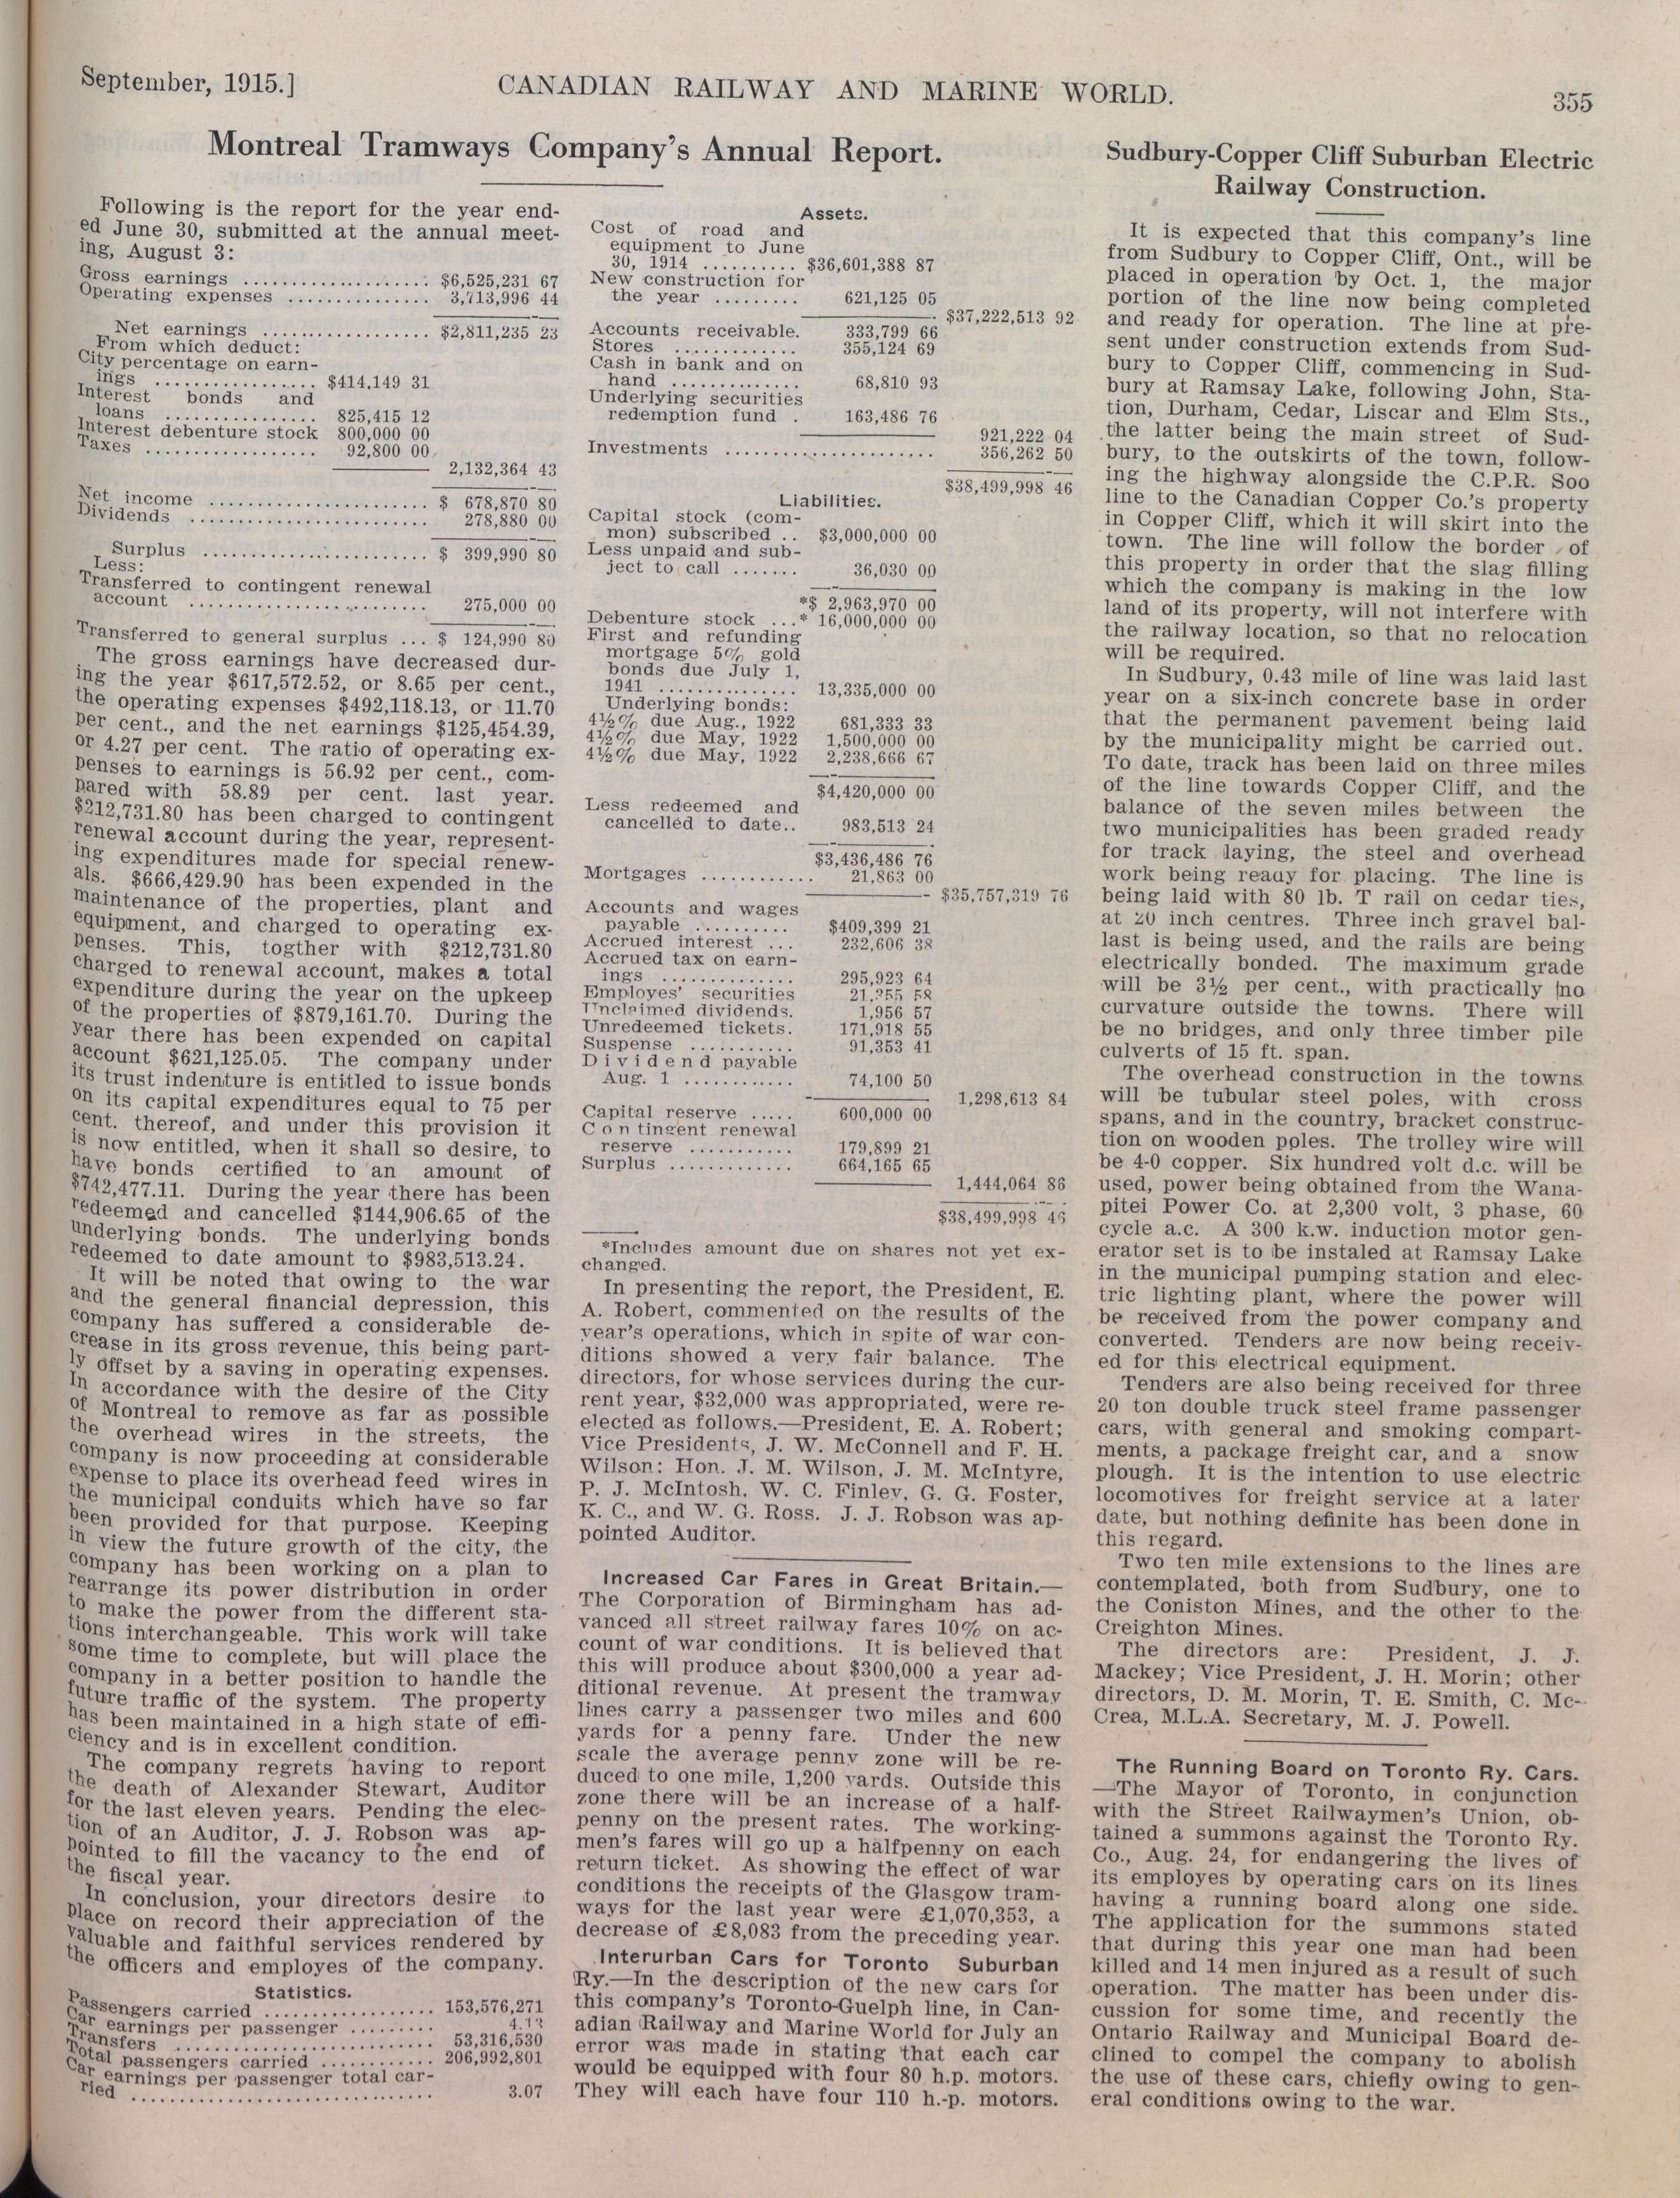 September, 1915.]
CANADIAN RAILWAY AND MARINE WORLD.
355
Montreal Tramways Company's Annual Report.
Following is the report for the year end-
ed June 30, submitted at the annual meet-
ing, August 3:
Gross earnings .................... $6,525,231 67
Operating expenses ............... 3,713,996 44
Net earnings .................. $2,811,235 23
From which deduct:
City percentage on earn-
ings ................. $414,149 31
Interest bonds and
loans ................ 825,415 12
Interest debenture stock 800,000 00
Taxes .................. 92,800 00
2,132,364 43
Net income ....................... $ 678,870 80
Dividends ......................... 278,880 00
Surplus ........................ $ 399,990 80
Less:
Transferred to contingent renewal
account ......................... 275,000 00
Transferred to general surplus ... $ 124,990 80
The gross earnings have decreased dur-
ing the year $617,572.52, or 8.65 per cent.,
the operating expenses $492,118.13, or 11.70
per cent., and the net earnings $125,454.39,
or 4.27 per cent. The ratio of operating ex-
penses to earnings is 56.92 per cent., com-
pared with 58.89 per cent. last year.
$212,731.80 has been charged to contingent
renewal account during the year, represent-
ing expenditures made for special renew-
als. $666,429.90 has been expended in the
maintenance of the properties, plant and
equipment, and charged to operating ex-
penses. This, togther with $212,731.80
charged to renewal account, makes a total
expenditure during the year on the upkeep
of the properties of $879,161.70. During the
year there has been expended on capital
account $621,125.05. The company under
its trust indenture is entitled to issue bonds
on its capital expenditures equal to 75 per
cent. thereof, and under this provision it
is now entitled, when it shall so desire, to
have bonds certified to an amount of
$742,477.11. During the year there has been
redeemed and cancelled $144,906.65 of the
underlying bonds. The underlying bonds
redeemed to date amount to $983,513.24.
It will be noted that owing to the war
and the general financial depression, this
company has suffered a considerable de-
crease in its gross revenue, this being part-
ly offset by a saving in operating expenses.
In accordance with the desire of the City
of Montreal to remove as far as possible
the overhead wires in the streets, the
company is now proceeding at considerable
expense to place its overhead feed wires in
the municipal conduits which have so far
been provided for that purpose. Keeping
in view the future growth of the city, the
company has been working on a plan to
rearrange its power distribution in order
to make the power from the different sta-
tions interchangeable. This work will take
some time to complete, but will place the
company in a better position to handle the
future traffic of the system. The property
has been maintained in a high state of effi-
ciency and is in excellent condition.
The company regrets having to report
the death of Alexander Stewart, Auditor
for the last eleven years. Pending the elec-
tion of an Auditor, J. J. Robson was ap-
pointed to fill the vacancy to the end of
the fiscal year.
In conclusion, your directors desire to
place on record their appreciation of the
valuable and faithful services rendered by
the officers and employes of the company.
Statistics.
Passengers carried .................. 153,576,271
Car earnings per passenger ......... 4.13
Transfers ........................... 53,316,530
Total passengers carried ............ 206,992,801
Car earnings per passenger total car-
ried ................................ 3.07
Assets.
Cost of road and
equipment to June
30, 1914 .......... $36,601,388 87
New construction for
the year ......... 621,125 05
$37,222,513 92
Accounts receivable. 333,799 66
Stores ............. 355,124 69
Cash in bank and on
hand .............. 68,810 93
Underlying securities
redemption fund . 163,486 76
921,222 04
Investments ...................... 356,262 50
$38,499,998 46
Liabilities.
Capital stock (com-
mon) subscribed .. $3,000,000 00
Less unpaid and sub-
ject to call ....... 36,030 00
*$ 2,963,970 00
Debenture stock ...* 16,000,000 00
First and refunding
mortgage 5% gold
bonds due July 1,
1941 ............... 13,335,000 00
Underlying bonds:
4½% due Aug., 1922 681,333 33
4½% due May, 1922 1,500,000 00
4½% due May, 1922 2,238,666 67
$4,420,000 00
Less redeemed and
cancelled to date.. 983,513 24
$3,436,486 76
Mortgages ............ 21,863 00
$35,757,319 76
Accounts and wages
payable .......... $409,399 21
Accrued interest ... 232,606 38
Accrued tax on earn-
ings .............. 295,923 64
Employes' securities 21,355 58
Unclaimed dividends. 1,956 57
Unredeemed tickets. 171,918 55
Suspense ........... 91,353 41
Dividend payable
Aug. 1 ............ 74,100 50
1,298,613 84
Capital reserve ..... 600,000 00
Contingent renewal
reserve ........... 179,899 21
Surplus ............. 664,165 65
1,444,064 86
$38,499,998 46
*Includes amount due on shares not yet ex-
changed.
In presenting the report, the President, E.
A. Robert, commented on the results of the
year's operations, which in spite of war con-
ditions showed a very fair balance. The
directors, for whose services during the cur-
rent year, $32,000 was appropriated, were re-
elected as follows.—President, E. A. Robert;
Vice Presidents, J. W. McConnell and F. H.
Wilson: Hon. J. M. Wilson, J. M. McIntyre,
P. J. McIntosh, W. C. Finley, G. G. Foster,
K. C., and W. G. Ross. J. J. Robson was ap-
pointed Auditor.
Increased Car Fares in Great Britain.—
The Corporation of Birmingham has ad-
vanced all street railway fares 10% on ac-
count of war conditions. It is believed that
this will produce about $300,000 a year ad-
ditional revenue. At present the tramway
lines carry a passenger two miles and 600
yards for a penny fare. Under the new
scale the average penny zone will be re-
duced to one mile, 1,200 yards. Outside this
zone there will be an increase of a half-
penny on the present rates. The working-
men's fares will go up a halfpenny on each
return ticket. As showing the effect of war
conditions the receipts of the Glasgow tram-
ways for the last year were £1,070,353, a
decrease of £8,083 from the preceding year.
Interurban Cars for Toronto Suburban
Ry.—In the description of the new cars for
this company's Toronto-Guelph line, in Can-
adian Railway and Marine World for July an
error was made in stating that each car
would be equipped with four 80 h.p. motors.
They will each have four 110 h.-p. motors.
Sudbury-Copper Cliff Suburban Electric
Railway Construction.
It is expected that this company's line
from Sudbury to Copper Cliff, Ont., will be
placed in operation by Oct. 1, the major
portion of the line now being completed
and ready for operation. The line at pre-
sent under construction extends from Sud-
bury to Copper Cliff, commencing in Sud-
bury at Ramsay Lake, following John, Sta-
tion, Durham, Cedar, Liscar and Elm Sts.,
the latter being the main street of Sud-
bury, to the outskirts of the town, follow-
ing the highway alongside the C.P.R. Soo
line to the Canadian Copper Co.'s property
in Copper Cliff, which it will skirt into the
town. The line will follow the border of
this property in order that the slag filling
which the company is making in the low
land of its property, will not interfere with
the railway location, so that no relocation
will be required.
In Sudbury, 0.43 mile of line was laid last
year on a six-inch concrete base in order
that the permanent pavement being laid
by the municipality might be carried out.
To date, track has been laid on three miles
of the line towards Copper Cliff, and the
balance of the seven miles between the
two municipalities has been graded ready
for track laying, the steel and overhead
work being ready for placing. The line is
being laid with 80 lb. T rail on cedar ties,
at 20 inch centres. Three inch gravel bal-
last is being used, and the rails are being
electrically bonded. The maximum grade
will be 3½ per cent., with practically no
curvature outside the towns. There will
be no bridges, and only three timber pile
culverts of 15 ft. span.
The overhead construction in the towns
will be tubular steel poles, with cross
spans, and in the country, bracket construc-
tion on wooden poles. The trolley wire will
be 4-0 copper. Six hundred volt d.c. will be
used, power being obtained from the Wana-
pitei Power Co. at 2,300 volt, 3 phase, 60
cycle a.c. A 300 k.w. induction motor gen-
erator set is to be instaled at Ramsay Lake
in the municipal pumping station and elec-
tric lighting plant, where the power will
be received from the power company and
converted. Tenders are now being receiv-
ed for this electrical equipment.
Tenders are also being received for three
20 ton double truck steel frame passenger
cars, with general and smoking compart-
ments, a package freight car, and a snow
plough. It is the intention to use electric
locomotives for freight service at a later
date, but nothing definite has been done in
this regard.
Two ten mile extensions to the lines are
contemplated, both from Sudbury, one to
the Coniston Mines, and the other to the
Creighton Mines.
The directors are: President, J. J.
Mackey; Vice President, J. H. Morin; other
directors, D. M. Morin, T. E. Smith, C. Mc-
Crea, M.L.A. Secretary, M. J. Powell.
The Running Board on Toronto Ry. Cars.
—The Mayor of Toronto, in conjunction
with the Street Railwaymen's Union, ob-
tained a summons against the Toronto Ry.
Co., Aug. 24, for endangering the lives of
its employes by operating cars on its lines
having a running board along one side.
The application for the summons stated
that during this year one man had been
killed and 14 men injured as a result of such
operation. The matter has been under dis-
cussion for some time, and recently the
Ontario Railway and Municipal Board de-
clined to compel the company to abolish
the use of these cars, chiefly owing to gen-
eral conditions owing to the war.